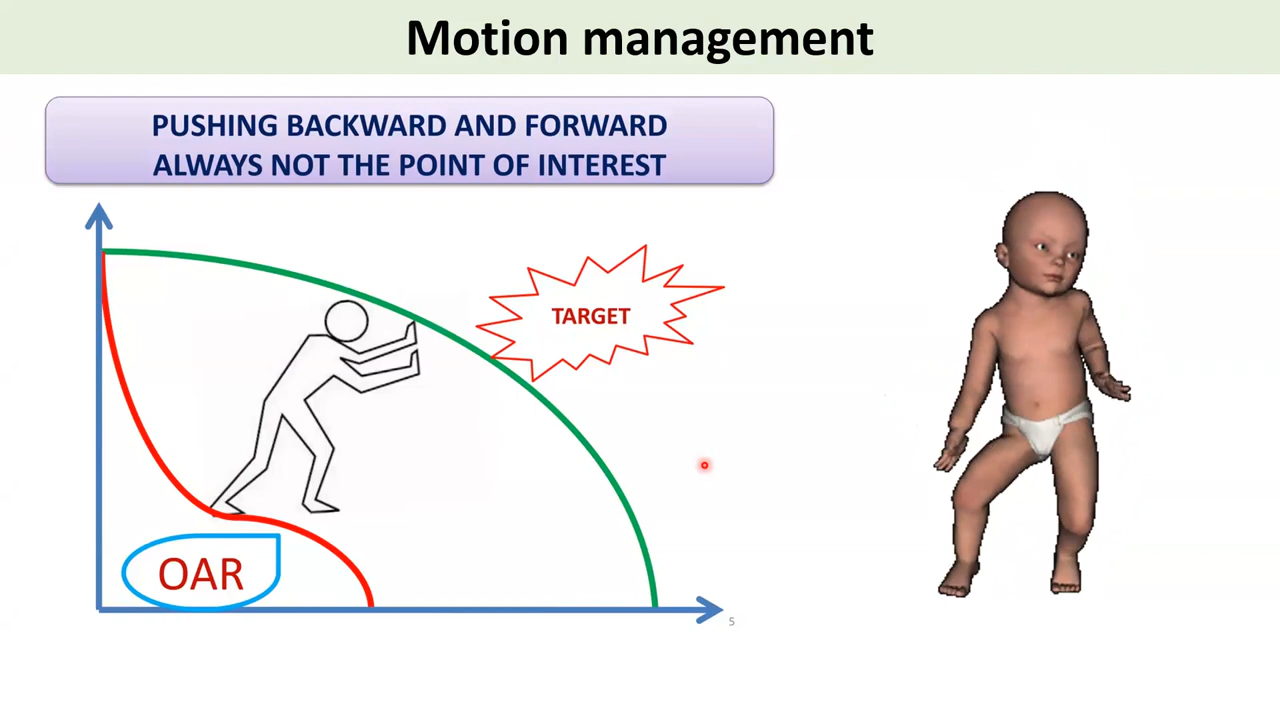 Motion management
PUSHING BACKWARD AND FORWARD
ALWAYS NOT THE POINT OF INTEREST
TARGET
OAR
5